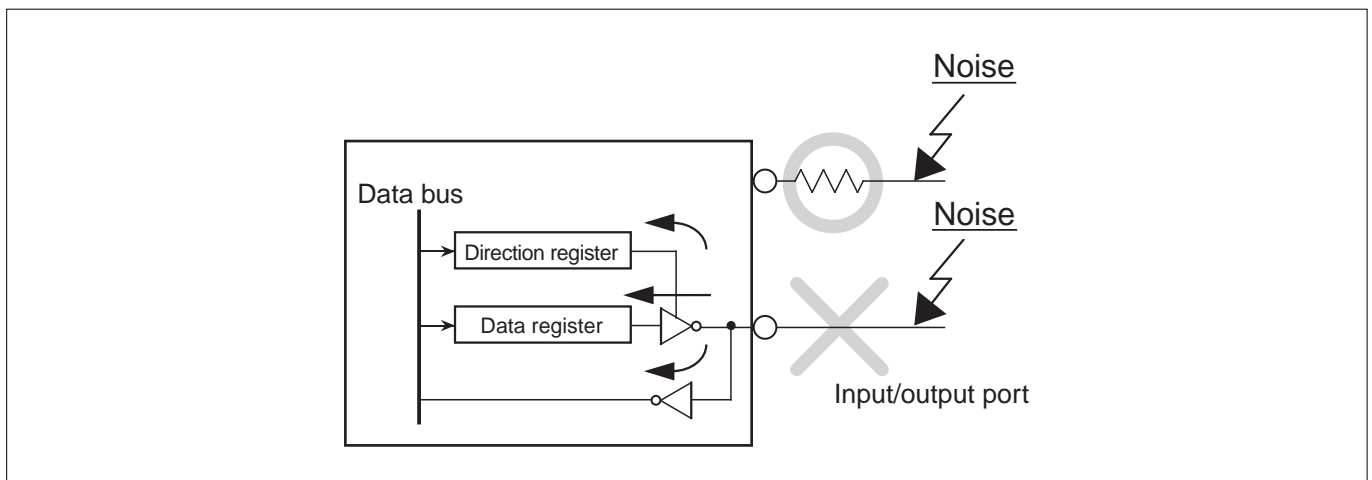 Noise
Data bus
Noise
Direction register
Data register
Input/output port